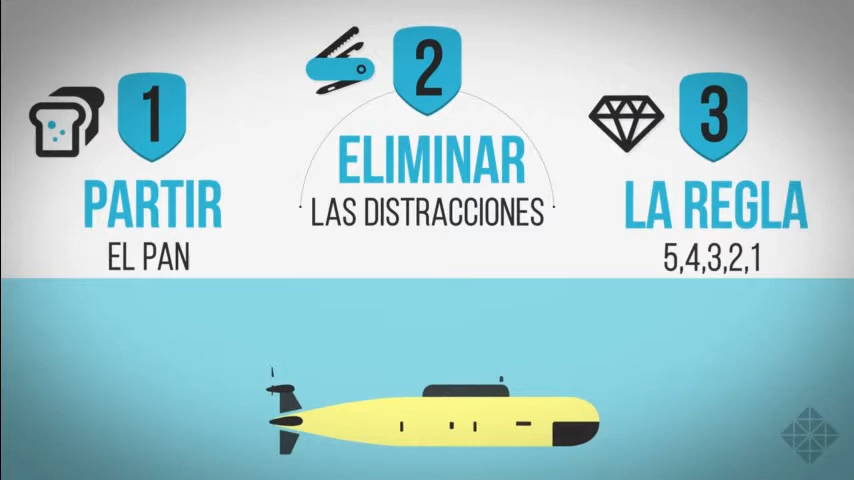 1
PARTIR
EL PAN
2
ELIMINAR
LAS DISTRACCIONES
3
LA REGLA
5,4,3,2,1